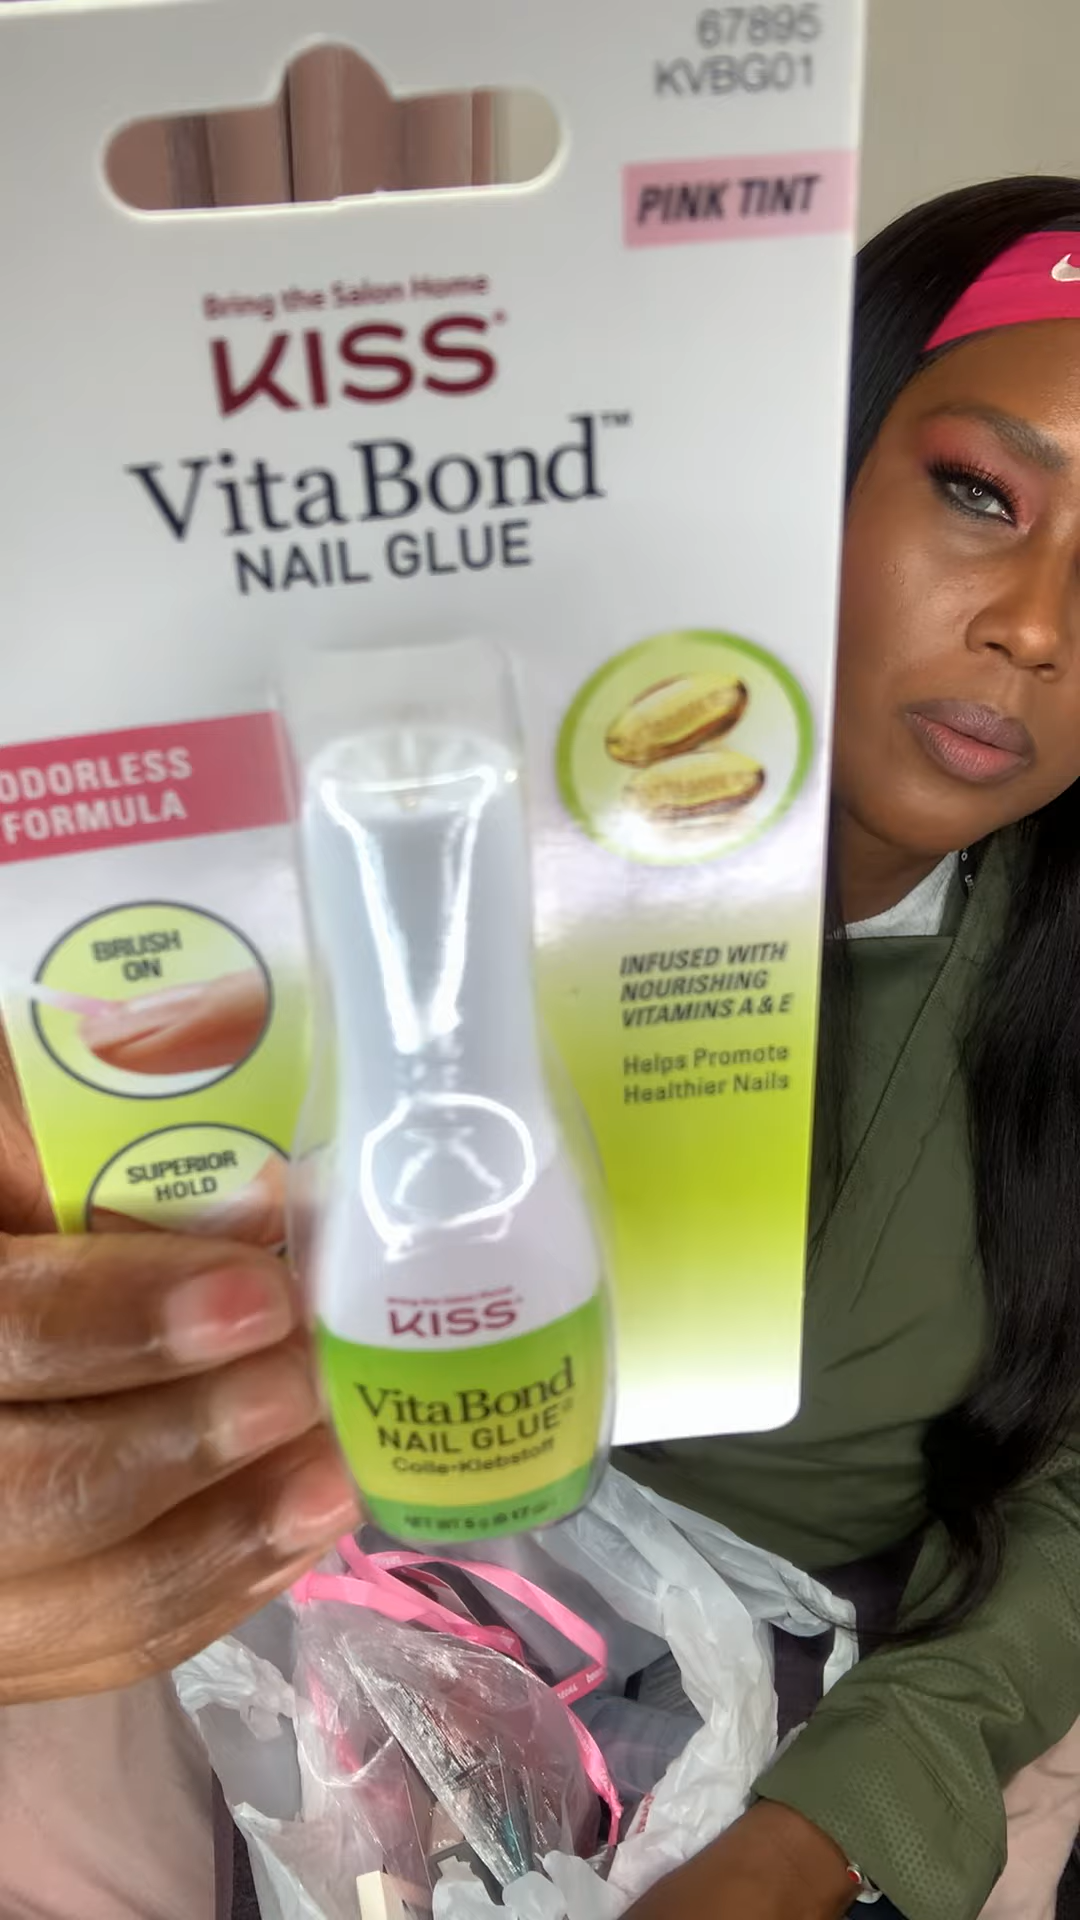 67895
KVBG01
PINK TINT
Bring the Salon Home
KISS
VitaBond™
NAIL GLUE
ODORLESS
FORMULA
BRUSH
ON
SUPERIOR
HOLD
INFUSED WITH
NOURISHING
VITAMINS A & E
Helps Promote
Healthier Nails
KISS
VitaBond
NAIL GLUE
Colle•Klebstoff